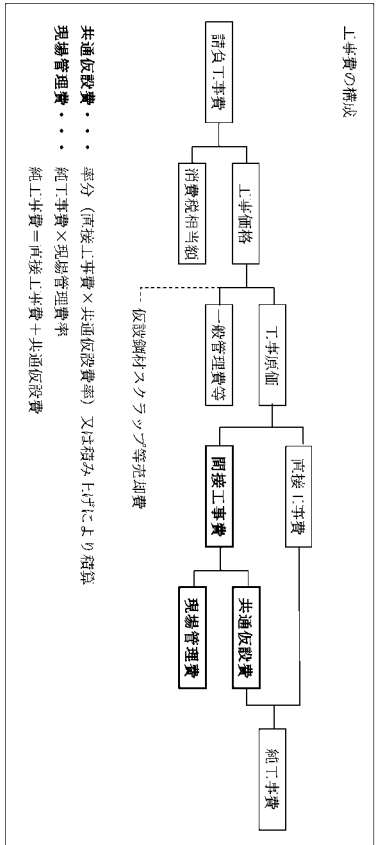 工事費の構成
請負工事費
工事価格
消費税相当額
工事原価
一般管理費等
仮設鋼材スクラップ等売却費
直接工事費
間接工事費
共通仮設費
現場管理費
純工事費
共通仮設費・・・　率分（直接工事費×共通仮設費率）又は積み上げにより積算
現場管理費・・・　純工事費×現場管理費率
純工事費＝直接工事費＋共通仮設費